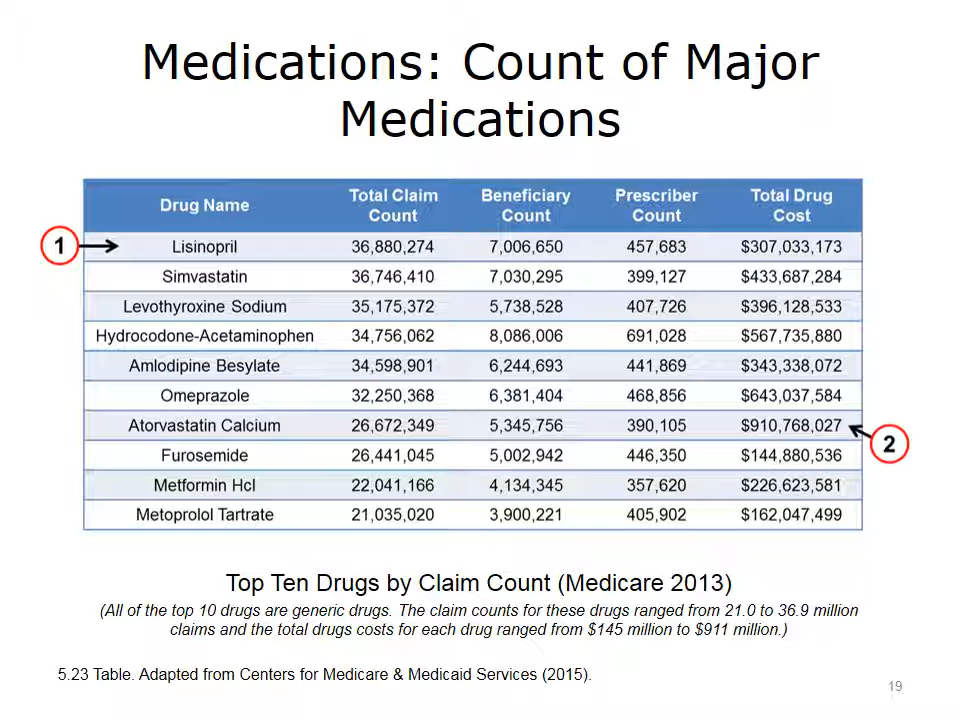 Medications: Count of Major
Medications
Drug Name Total Claim Count Beneficiary Count Prescriber Count Total Drug Cost
1 Lisinopril 36,880,274 7,006,650 457,683 $307,033,173
Simvastatin 36,746,410 7,030,295 399,127 $433,687,284
Levothyroxine Sodium 35,175,372 5,738,528 407,726 $396,128,533
Hydrocodone-Acetaminophen 34,756,062 8,086,006 691,028 $567,735,880
Amlodipine Besylate 34,598,901 6,244,693 441,869 $343,338,072
Omeprazole 32,250,368 6,381,404 468,856 $643,037,584
Atorvastatin Calcium 26,672,349 5,345,756 390,105 $910,768,027 2
Furosemide 26,441,045 5,002,942 446,350 $144,880,536
Metformin Hcl 22,041,166 4,134,345 357,620 $226,623,581
Metoprolol Tartrate 21,035,020 3,900,221 405,902 $162,047,499
Top Ten Drugs by Claim Count (Medicare 2013)
(All of the top 10 drugs are generic drugs. The claim counts for these drugs ranged from 21.0 to 36.9 million
claims and the total drugs costs for each drug ranged from $145 million to $911 million.)
5.23 Table. Adapted from Centers for Medicare & Medicaid Services (2015).
19